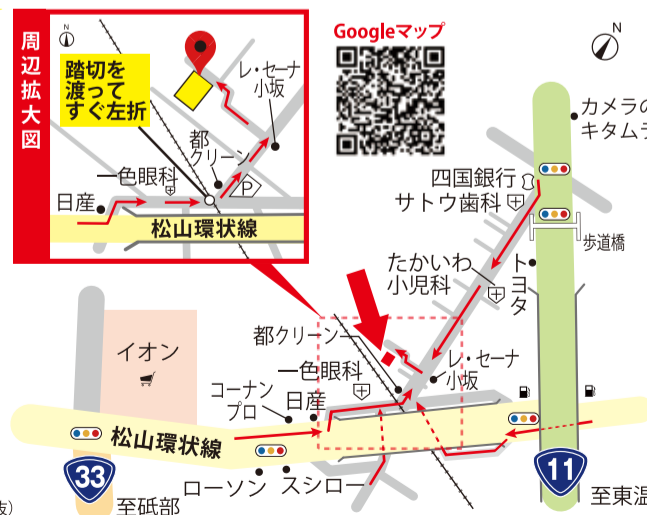 周辺拡大図
N
踏切を
渡って
すぐ左折
レ・セーナ
小坂
都
クリーン
一色眼科
P
日産
松山環状線
Googleマップ
N
カメラの
キタムラ
四国銀行
サトウ歯科
歩道橋
たかいわ
小児科
トヨタ
都クリーン
イオン
一色眼科
レ・セーナ
小坂
コーナン
プロ
日産
松山環状線
33
11
ローソン
スシロー
至砥部
至東温